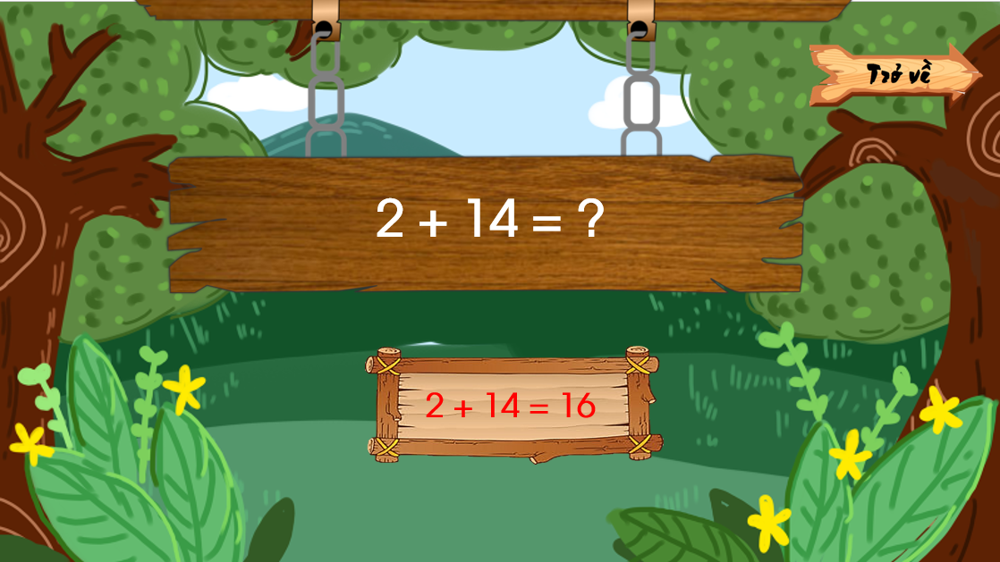 Trở về
2 + 14 = ?
2 + 14 = 16